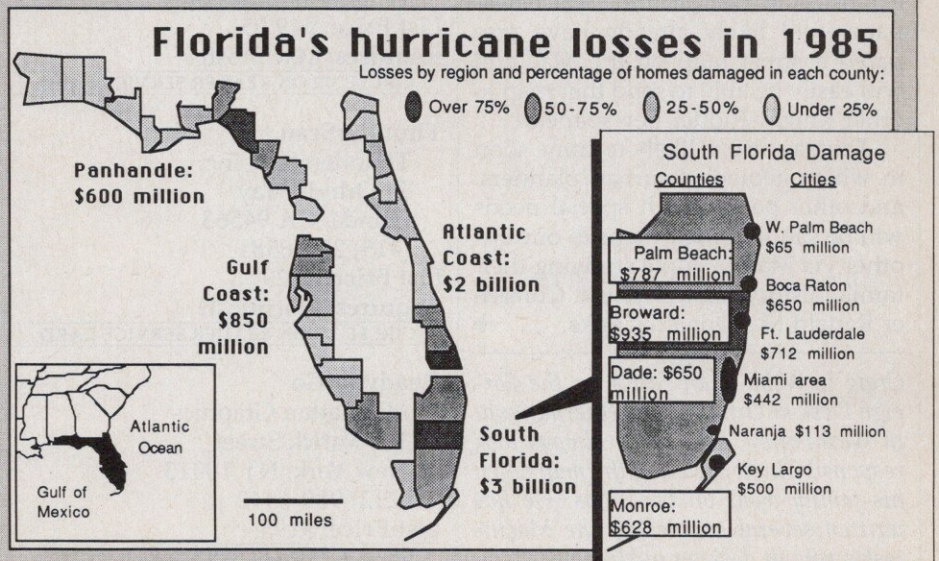 Florida's hurricane losses in 1985
Losses by region and percentage of homes damaged in each county:
Over 75% 50-75% 25-50% Under 25%
Panhandle:
$600 million
Gulf
Coast:
$850
million
Atlantic
Coast:
$2 billion
South
Florida:
$3 billion
100 miles
Atlantic
Ocean
Gulf of
Mexico
South Florida Damage
Counties Cities
Palm Beach:
$787 million
Broward:
$935 million
Dade: $650
million
Monroe:
$628 million
W. Palm Beach
$65 million
Boca Raton
$650 million
Ft. Lauderdale
$712 million
Miami area
$442 million
Naranja $113 million
Key Largo
$500 million